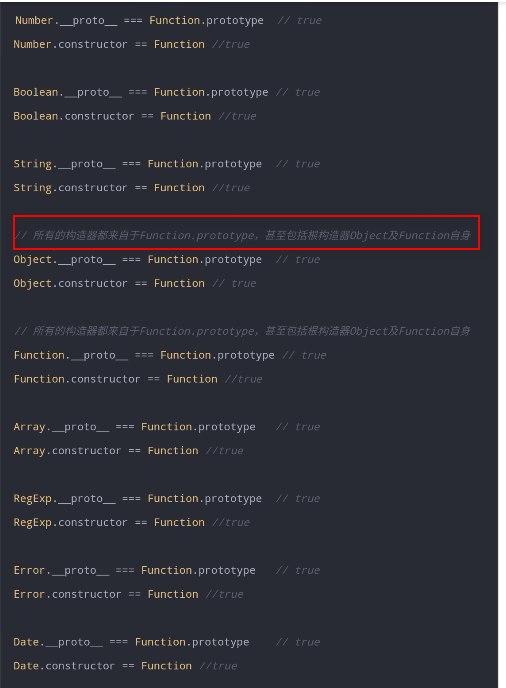 Number.__proto__ === Function.prototype // true
Number.constructor == Function //true
Boolean.__proto__ === Function.prototype // true
Boolean.constructor == Function //true
String.__proto__ === Function.prototype // true
String.constructor == Function //true
// 所有的构造器都来自于Function.prototype，甚至包括根构造器Object及Function自身
Object.__proto__ === Function.prototype // true
Object.constructor == Function // true
// 所有的构造器都来自于Function.prototype，甚至包括根构造器Object及Function自身
Function.__proto__ === Function.prototype // true
Function.constructor == Function //true
Array.__proto__ === Function.prototype // true
Array.constructor == Function //true
RegExp.__proto__ === Function.prototype // true
RegExp.constructor == Function //true
Error.__proto__ === Function.prototype // true
Error.constructor == Function //true
Date.__proto__ === Function.prototype // true
Date.constructor == Function //true